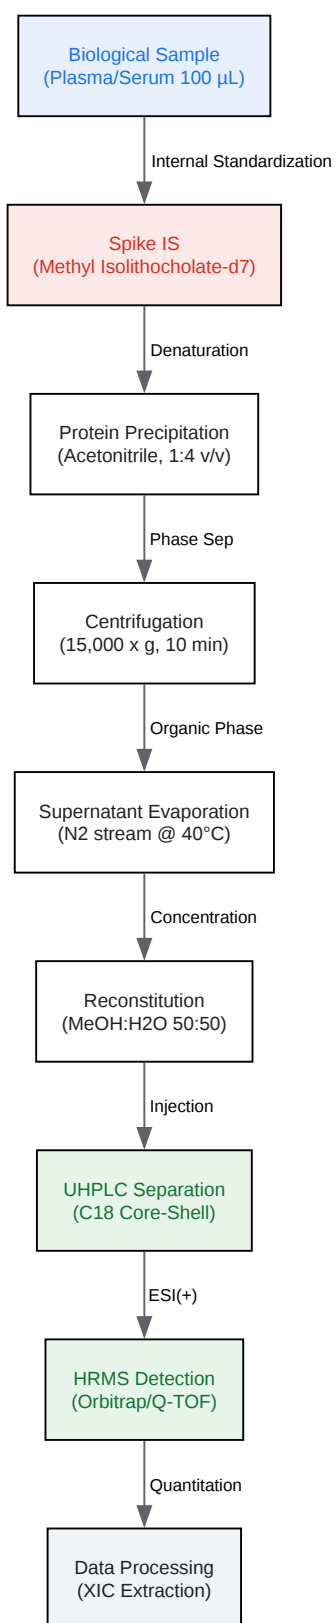 Biological Sample
(Plasma/Serum 100 µL)
Internal Standardization
Spike IS
(Methyl Isolithocholate-d7)
Denaturation
Protein Precipitation
(Acetonitrile, 1:4 v/v)
Phase Sep
Centrifugation
(15,000 x g, 10 min)
Organic Phase
Supernatant Evaporation
(N2 stream @ 40°C)
Concentration
Reconstitution
(MeOH:H2O 50:50)
Injection
UHPLC Separation
(C18 Core-Shell)
ESI(+)
HRMS Detection
(Orbitrap/Q-TOF)
Quantitation
Data Processing
(XIC Extraction)